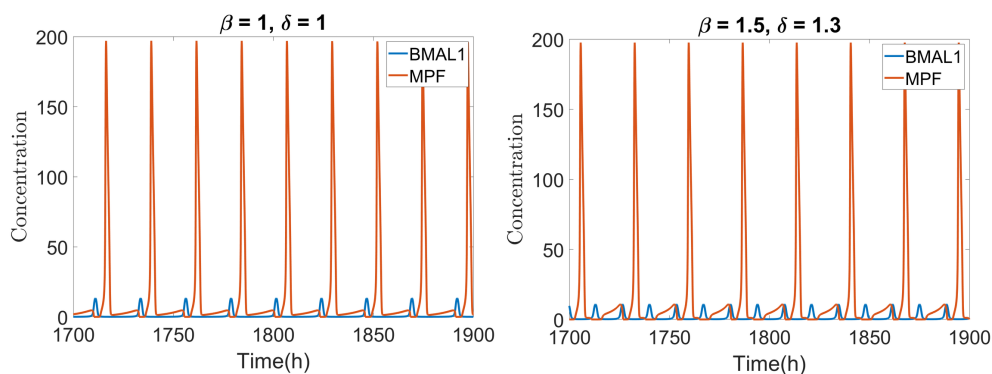 β = 1, δ = 1
200
150
100
50
0
Concentration
1700
1750
1800
1850
1900
Time(h)
BMAL1
MPF
β = 1.5, δ = 1.3
200
150
100
50
0
Concentration
1700
1750
1800
1850
1900
Time(h)
BMAL1
MPF